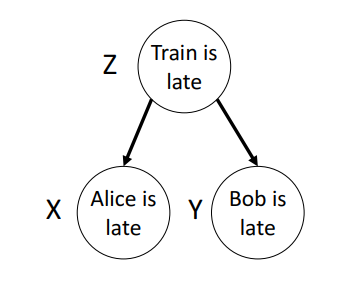 Z
Train is
late
X
Alice is
late
Y
Bob is
late